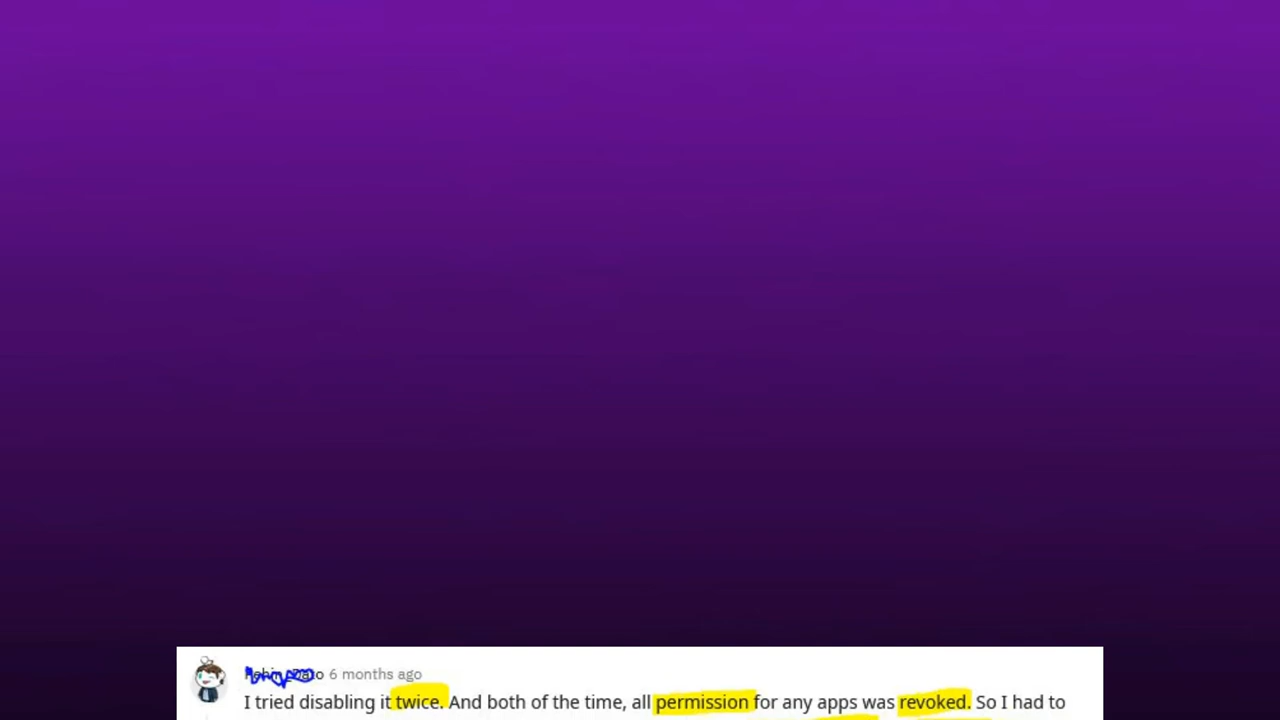 6 months ago
I tried disabling it twice. And both of the time, all permission for any apps was revoked. So I had to